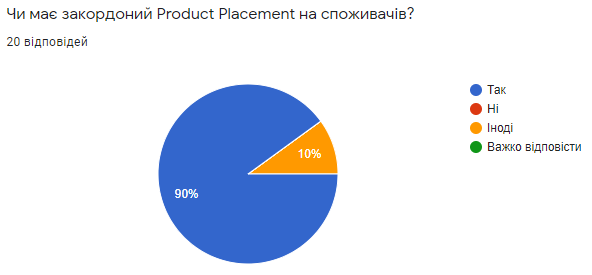 Чи має закордоний Product Placement на споживачів?
20 відповідей
Так
Ні
Іноді
Важко відповісти
10%
90%